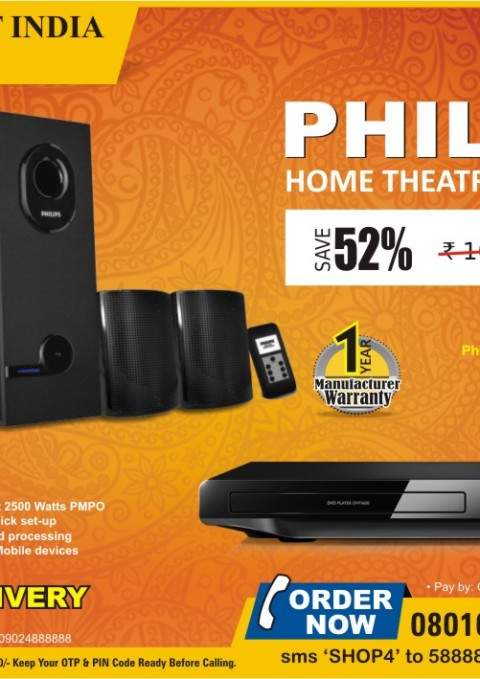 T INDIA
PHIL
HOME THEATR
SAVE 52% ₹ 1
PHILIPS
1 YEAR
Manufacturer
Warranty
Ph
2500 Watts PMPO
ick set-up
d processing
Mobile devices
IVERY
09024888888
0/- Keep Your OTP & PIN Code Ready Before Calling.
• Pay by: C
ORDER
NOW
0801
sms ‘SHOP4’ to 58888